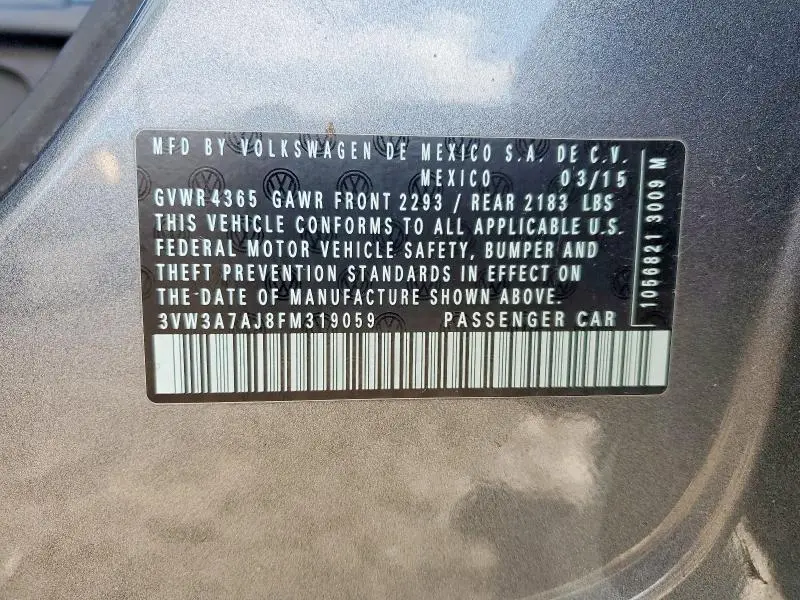 MFD BY VOLKSWAGEN DE MEXICO S.A. DE C.V.
MEXICO 03/15
GVWR 4365 GAWR FRONT 2293 / REAR 2183 LBS
THIS VEHICLE CONFORMS TO ALL APPLICABLE U.S.
FEDERAL MOTOR VEHICLE SAFETY, BUMPER AND
THEFT PREVENTION STANDARDS IN EFFECT ON
THE-DATE OF MANUFACTURE SHOWN ABOVE.
3VW3A7AJ8FM319059 PASSENGER CAR
1056821 3009 M